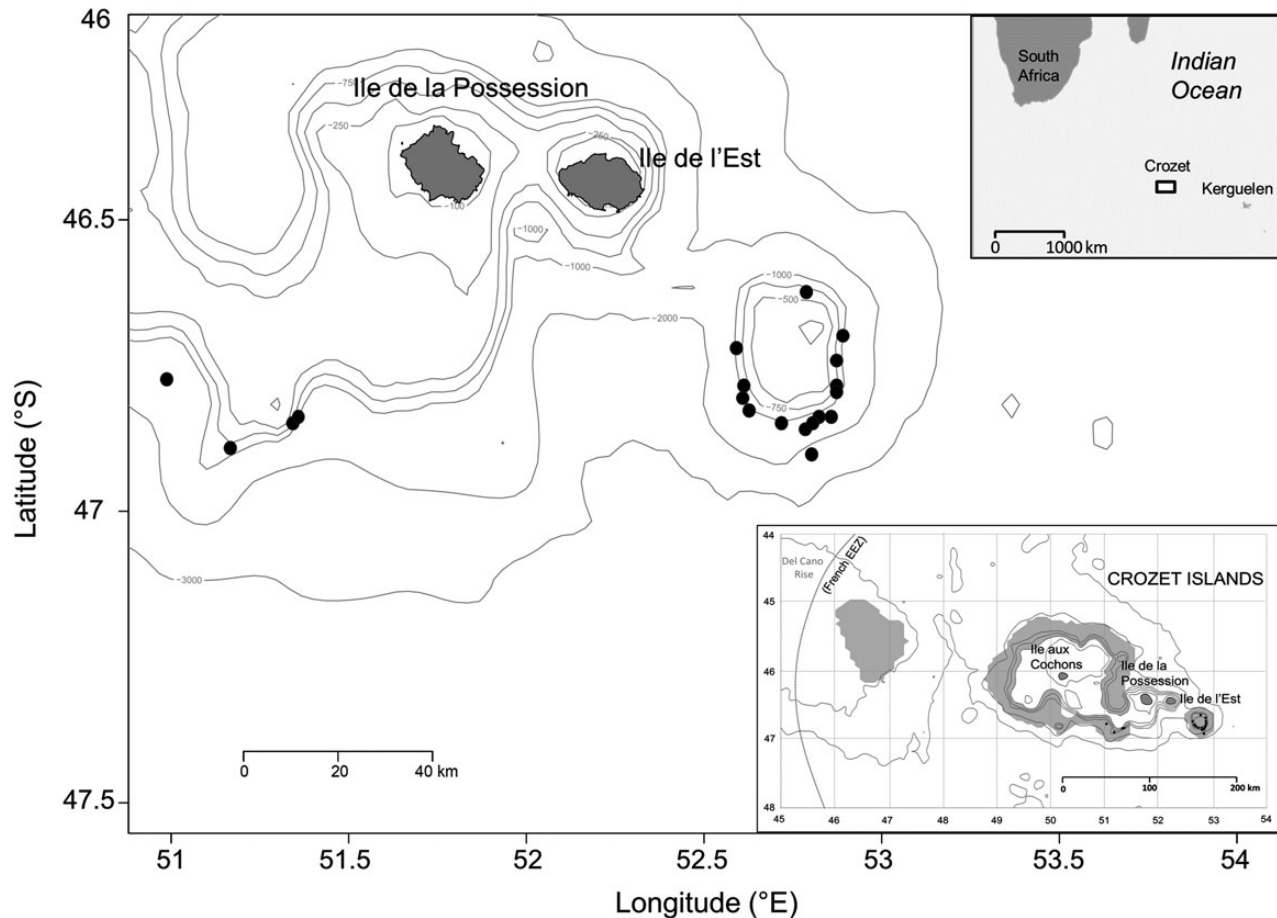 46
46.5
47
47.5
Latitude (°S)
51
51.5
52
52.5
53
53.5
54
Longitude (°E)
Ile de la Possession
Ile de l'Est
−750
−250
−250
−100
−1000
−1000
−2000
−3000
−1000
−500
−750
0 20 40 km
South
Africa
Indian
Ocean
Crozet
Kerguelen
0 1000 km
44
45
46
47
48
45 46 47 48 49 50 51 52 53 54
Del Cano
Rise
(French EEZ)
CROZET ISLANDS
Ile aux
Cochons
Ile de la
Possession
Ile de l'Est
0 100 200 km